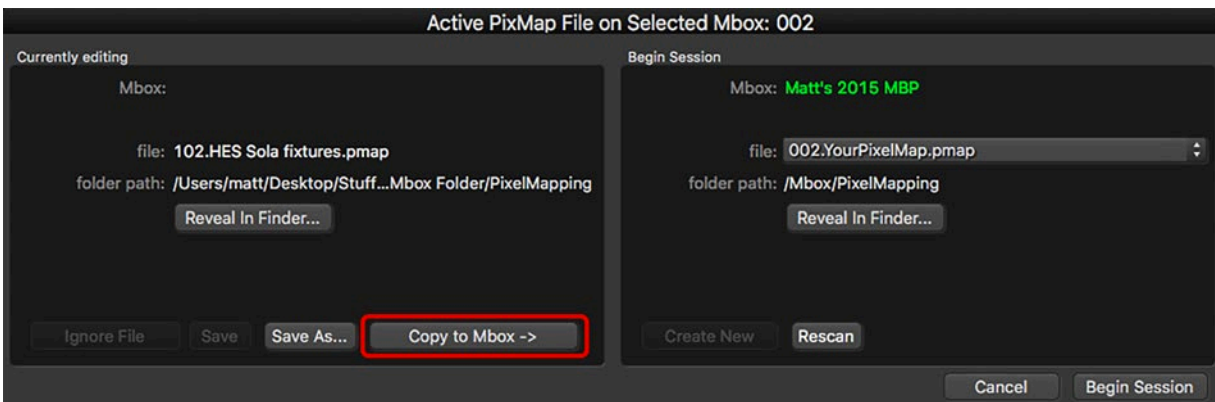 Active PixMap File on Selected Mbox: 002
Currently editing
Mbox:
file: 102.HES Sola fixtures.pmap
folder path: /Users/matt/Desktop/Stuff...Mbox Folder/PixelMapping
Reveal In Finder...
Ignore File
Save
Save As...
Copy to Mbox ->
Begin Session
Mbox: Matt's 2015 MBP
file: 002.YourPixelMap.pmap
folder path: /Mbox/PixelMapping
Reveal In Finder...
Create New
Rescan
Cancel
Begin Session